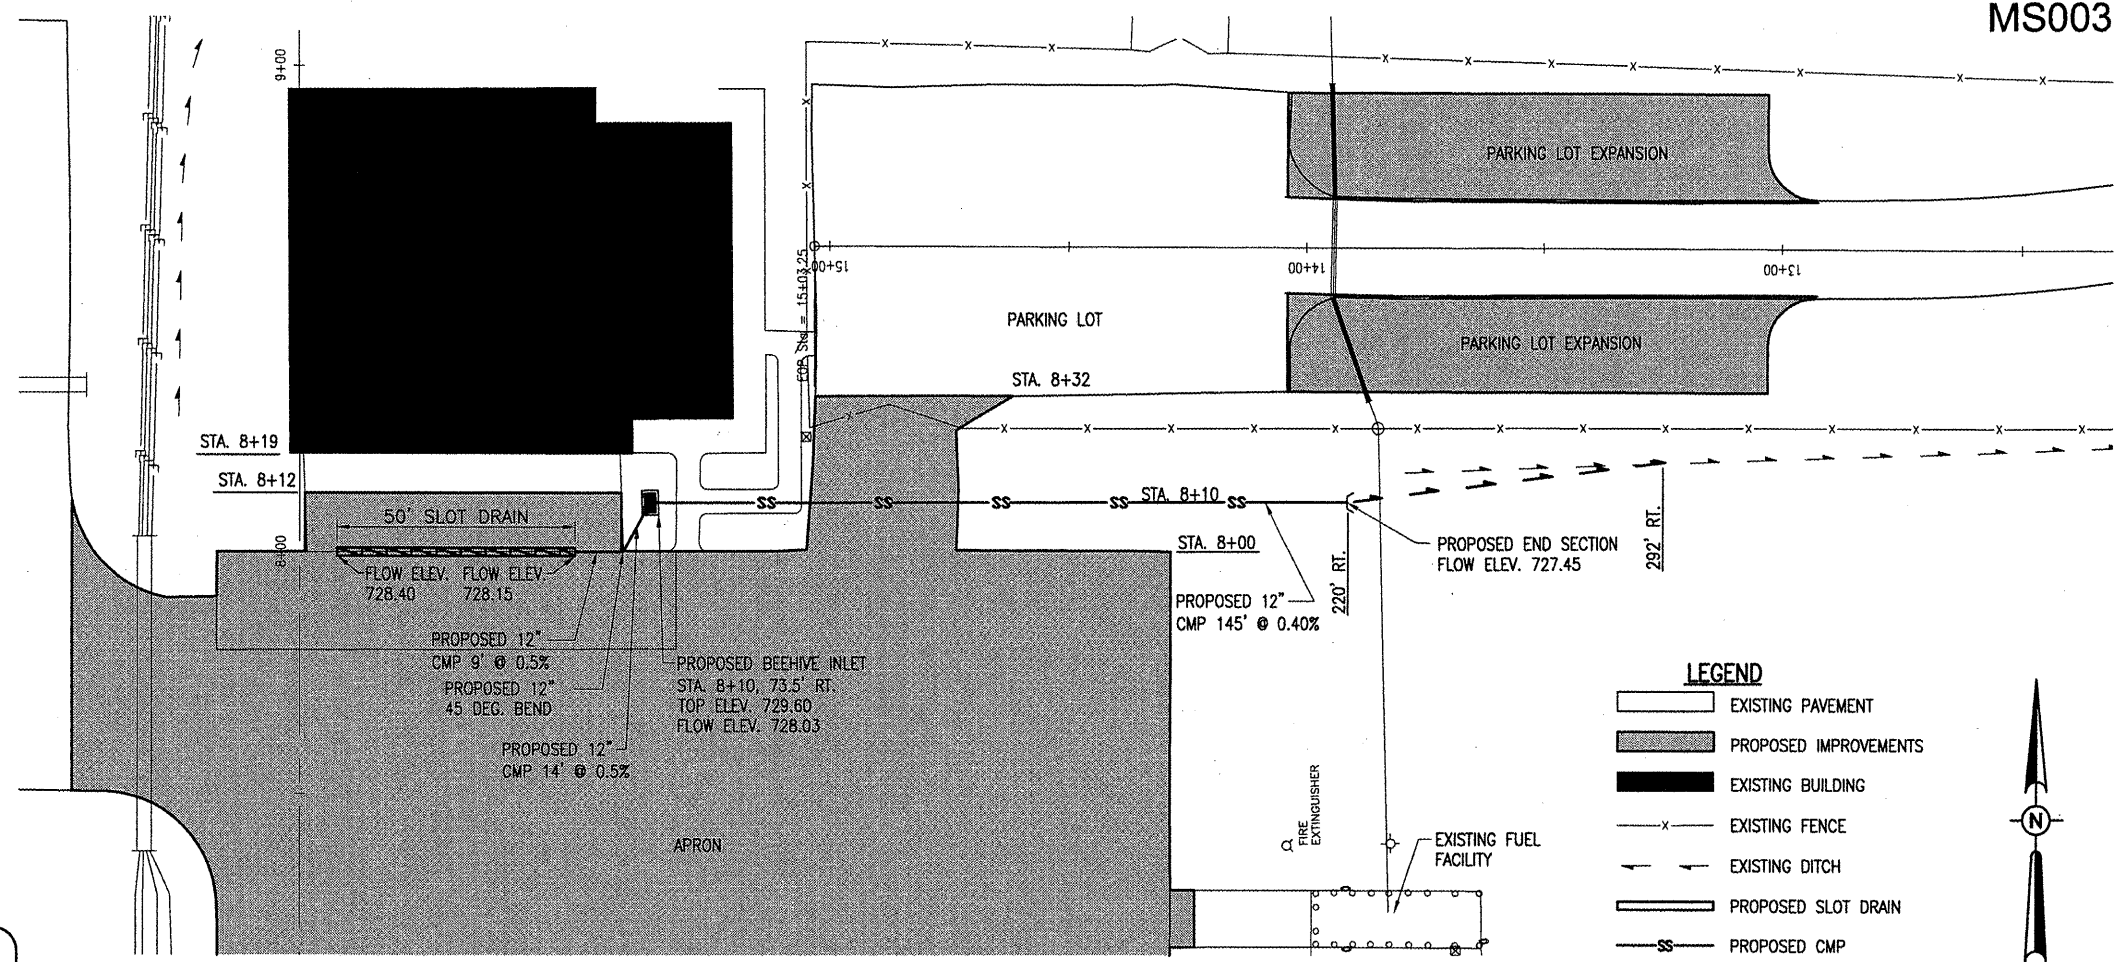 MS003
9+00
PARKING LOT EXPANSION
EOP Sta = 15+03.25
15+00
14+00
13+00
PARKING LOT
PARKING LOT EXPANSION
STA. 8+32
STA. 8+19
STA. 8+12
8+00
50' SLOT DRAIN
FLOW ELEV.
728.40
FLOW ELEV.
728.15
SS
SS
SS
SS
SS
STA. 8+10
STA. 8+00
220' RT.
292' RT.
PROPOSED END SECTION
FLOW ELEV. 727.45
PROPOSED 12"
CMP 145' @ 0.40%
PROPOSED 12"
CMP 9' @ 0.5%
PROPOSED 12"
45 DEG. BEND
PROPOSED 12"
CMP 14' @ 0.5%
PROPOSED BEEHIVE INLET
STA. 8+10, 73.5' RT.
TOP ELEV. 729.60
FLOW ELEV. 728.03
APRON
FIRE
EXTINGUISHER
EXISTING FUEL
FACILITY
LEGEND
EXISTING PAVEMENT
PROPOSED IMPROVEMENTS
EXISTING BUILDING
X EXISTING FENCE
EXISTING DITCH
PROPOSED SLOT DRAIN
SS PROPOSED CMP
N